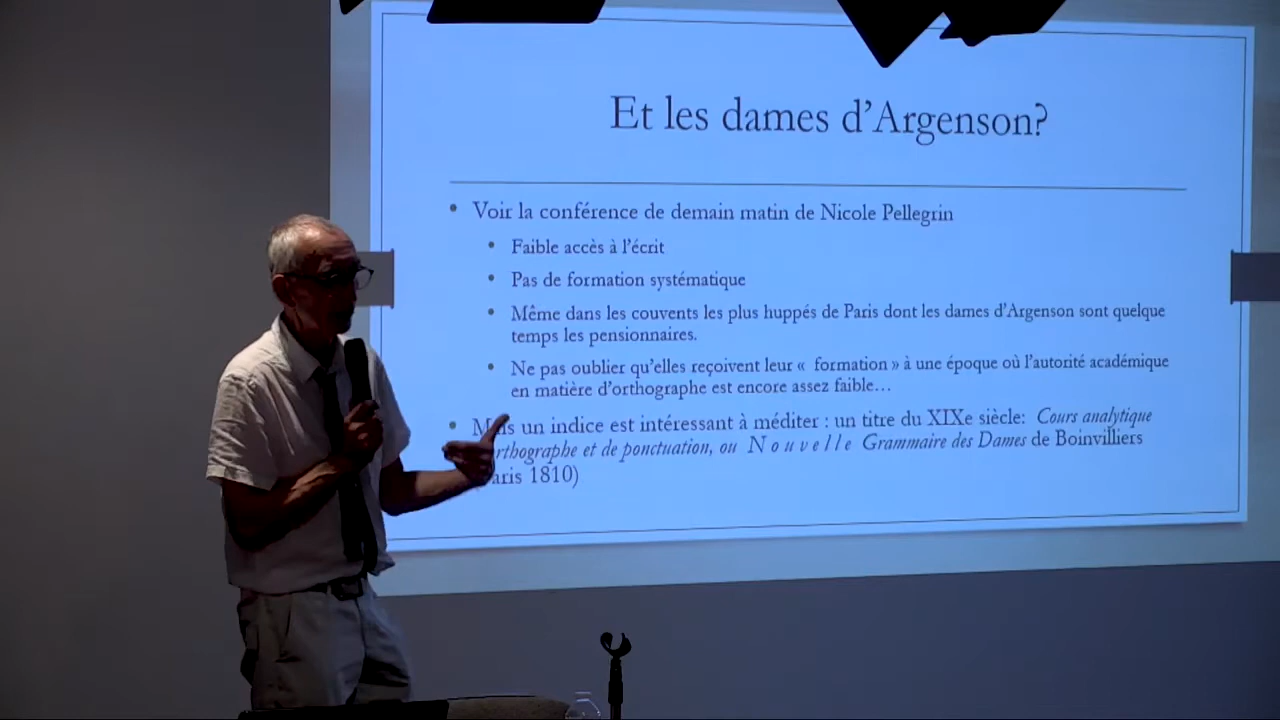 Et les dames d'Argenson?
• Voir la conférence de demain matin de Nicole Pellegrin
• Faible accès à l'écrit
• Pas de formation systématique
• Même dans les couvents les plus huppés de Paris dont les dames d'Argenson sont quelque
temps les pensionnaires.
• Ne pas oublier qu'elles reçoivent leur « formation » à une époque où l'autorité académique
en matière d'orthographe est encore assez faible…
• Mais un indice est intéressant à méditer : un titre du XIXe siècle: Cours analytique
rthographe et de ponctuation, ou Nouvelle Grammaire des Dames de Boinvilliers
(Paris 1810)